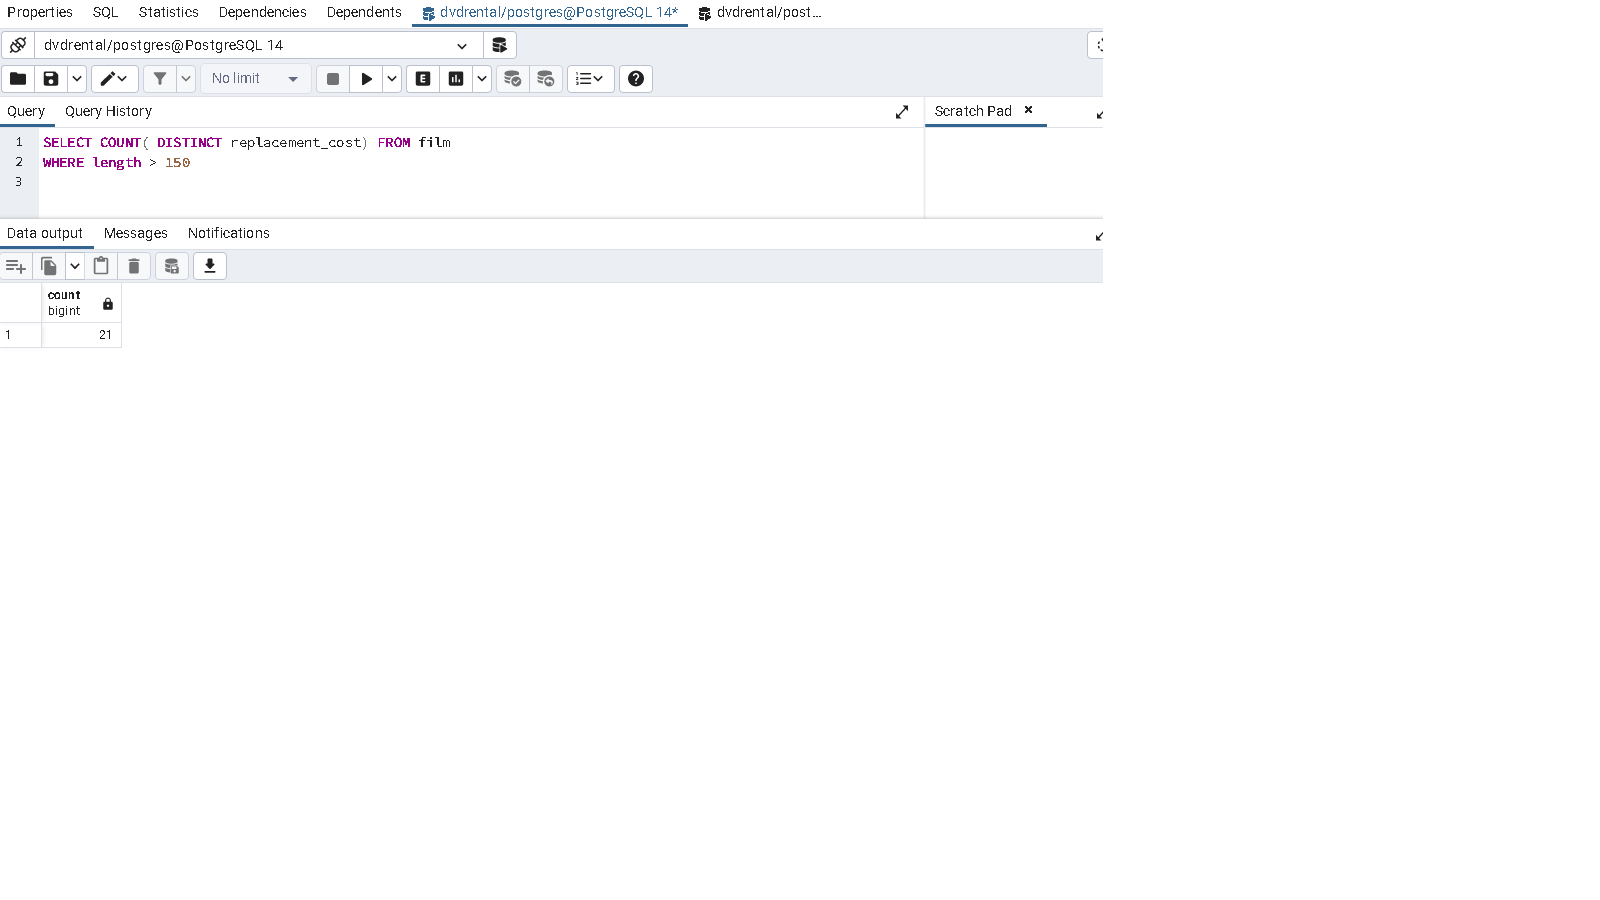 Properties SQL Statistics Dependencies Dependents dvdrental/postgres@PostgreSQL 14* dvdrental/post...
dvdrental/postgres@PostgreSQL 14
No limit
Query Query History Scratch Pad
1 SELECT COUNT( DISTINCT replacement_cost) FROM film
2 WHERE length > 150
3
Data output Messages Notifications
count
bigint
1 21